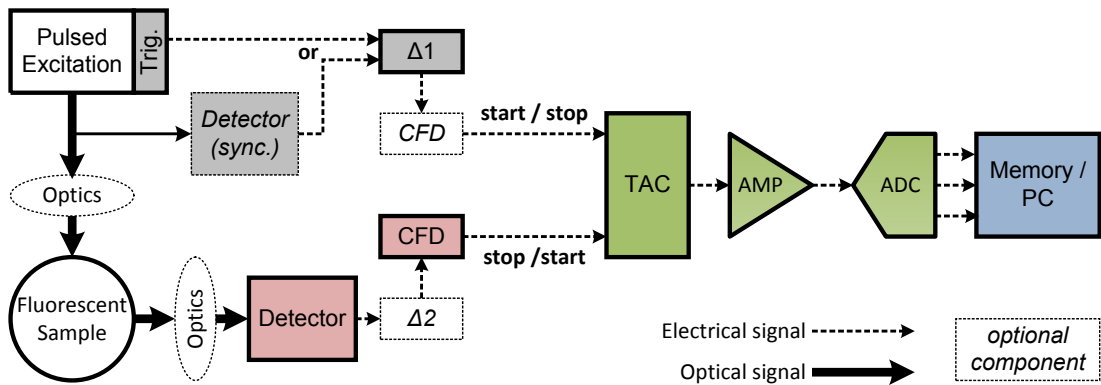 Pulsed
Excitation
Trig.
or
Δ1
Detector
(sync.)
CFD
start / stop
Optics
TAC
AMP
ADC
Memory /
PC
CFD
stop /start
Fluorescent
Sample
Optics
Detector
Δ2
Electrical signal
Optical signal
optional
component